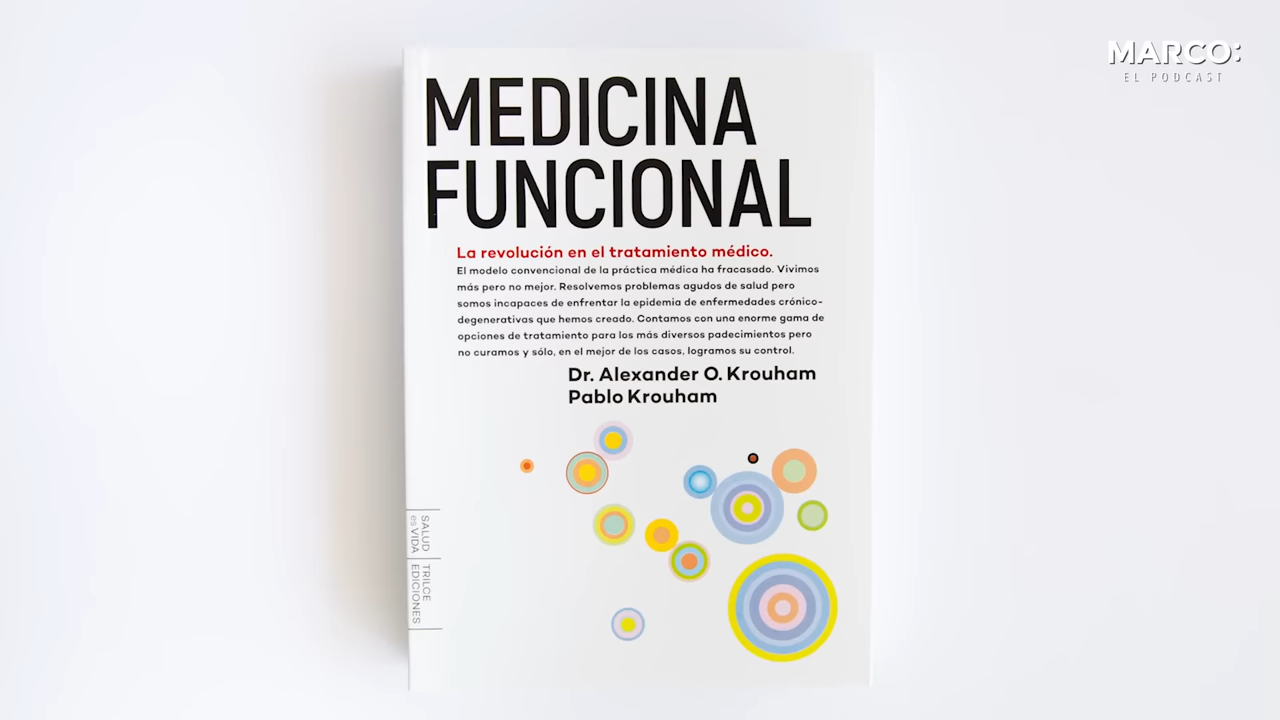 MARCO:
EL PODCAST
MEDICINA
FUNCIONAL
La revolución en el tratamiento médico.
El modelo convencional de la práctica médica ha fracasado. Vivimos
más pero no mejor. Resolvemos problemas agudos de salud pero
somos incapaces de enfrentar la epidemia de enfermedades crónico-
degenerativas que hemos creado. Contamos con una enorme gama de
opciones de tratamiento para los más diversos padecimientos pero
no curamos y sólo, en el mejor de los casos, logramos su control.
Dr. Alexander O. Krouham
Pablo Krouham
SALUD
es VIDA
TRILCE
EDICIONES